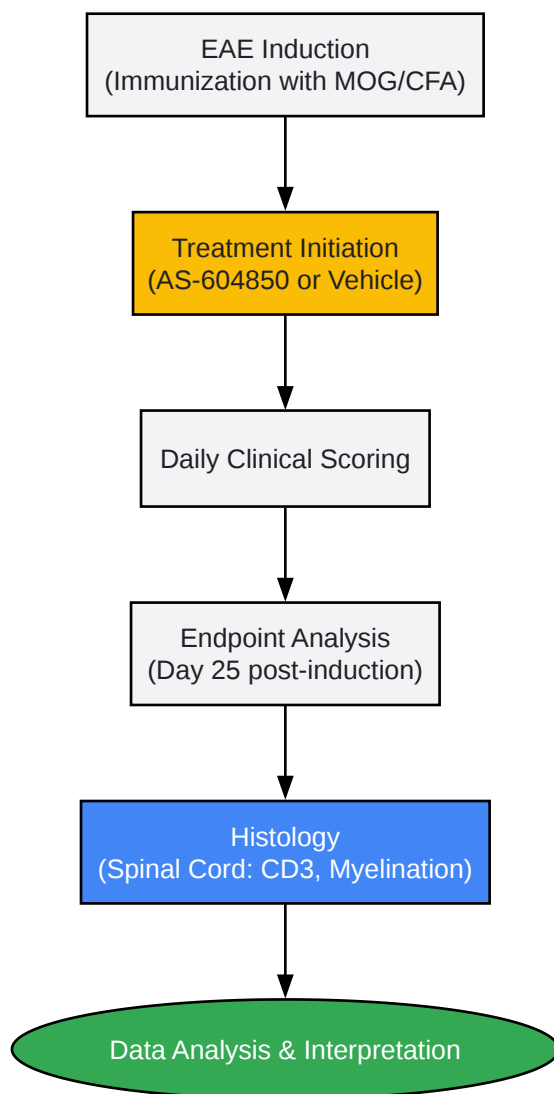 EAE Induction
(Immunization with MOG/CFA)
Treatment Initiation
(AS-604850 or Vehicle)
Daily Clinical Scoring
Endpoint Analysis
(Day 25 post-induction)
Histology
(Spinal Cord: CD3, Myelination)
Data Analysis & Interpretation